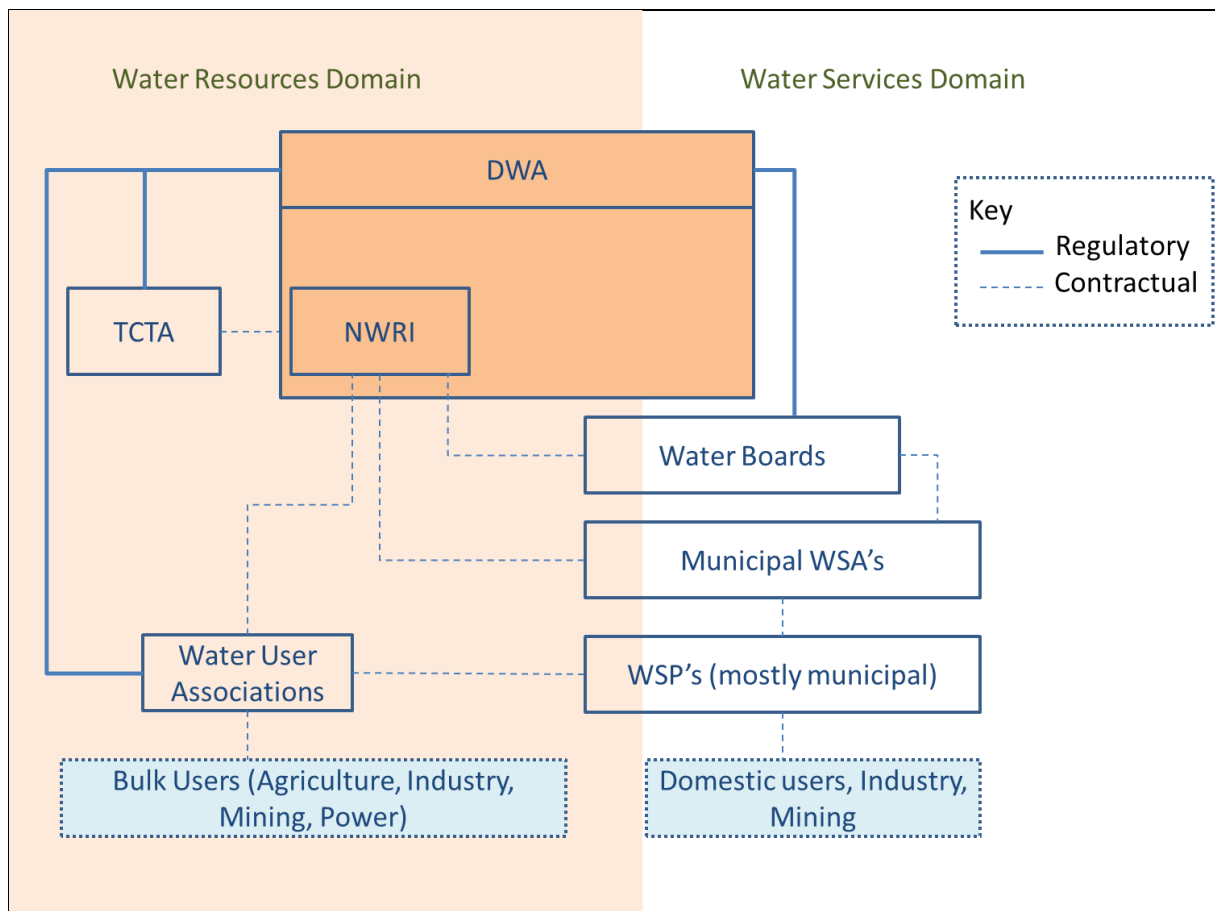 Water Resources Domain
Water Services Domain
DWA
Key
Regulatory
Contractual
TCTA
NWRI
Water Boards
Municipal WSA's
Water User
Associations
WSP's (mostly municipal)
Bulk Users (Agriculture, Industry,
Mining, Power)
Domestic users, Industry,
Mining